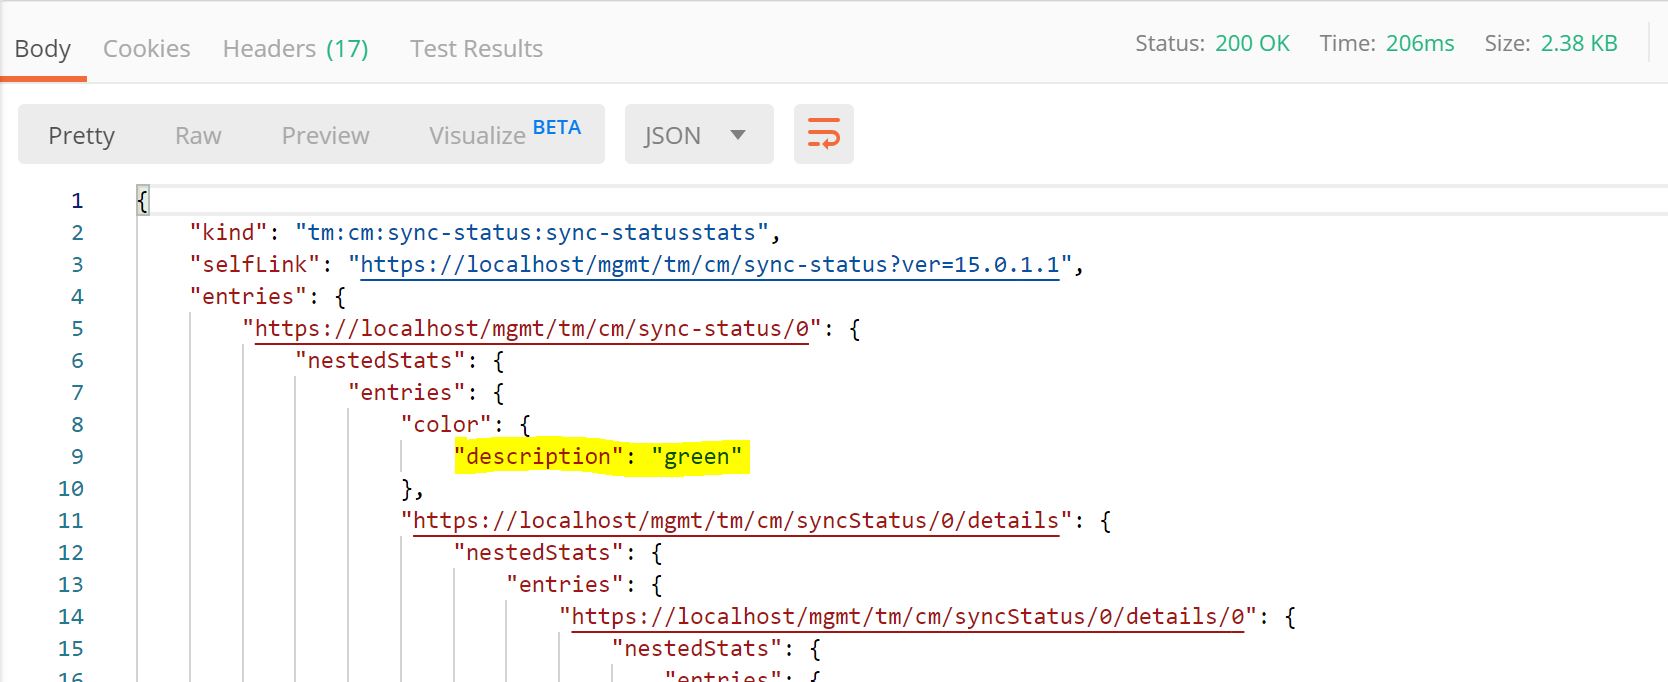 Body Cookies Headers (17) Test Results Status: 200 OK Time: 206ms Size: 2.38 KB
Pretty Raw Preview Visualize BETA JSON
1 {
2 "kind": "tm:cm:sync-status:sync-statusstats",
3 "selfLink": "https://localhost/mgmt/tm/cm/sync-status?ver=15.0.1.1",
4 "entries": {
5 "https://localhost/mgmt/tm/cm/sync-status/0": {
6 "nestedStats": {
7 "entries": {
8 "color": {
9 "description": "green"
10 },
11 "https://localhost/mgmt/tm/cm/syncStatus/0/details": {
12 "nestedStats": {
13 "entries": {
14 "https://localhost/mgmt/tm/cm/syncStatus/0/details/0": {
15 "nestedStats": {
16 "entries": {